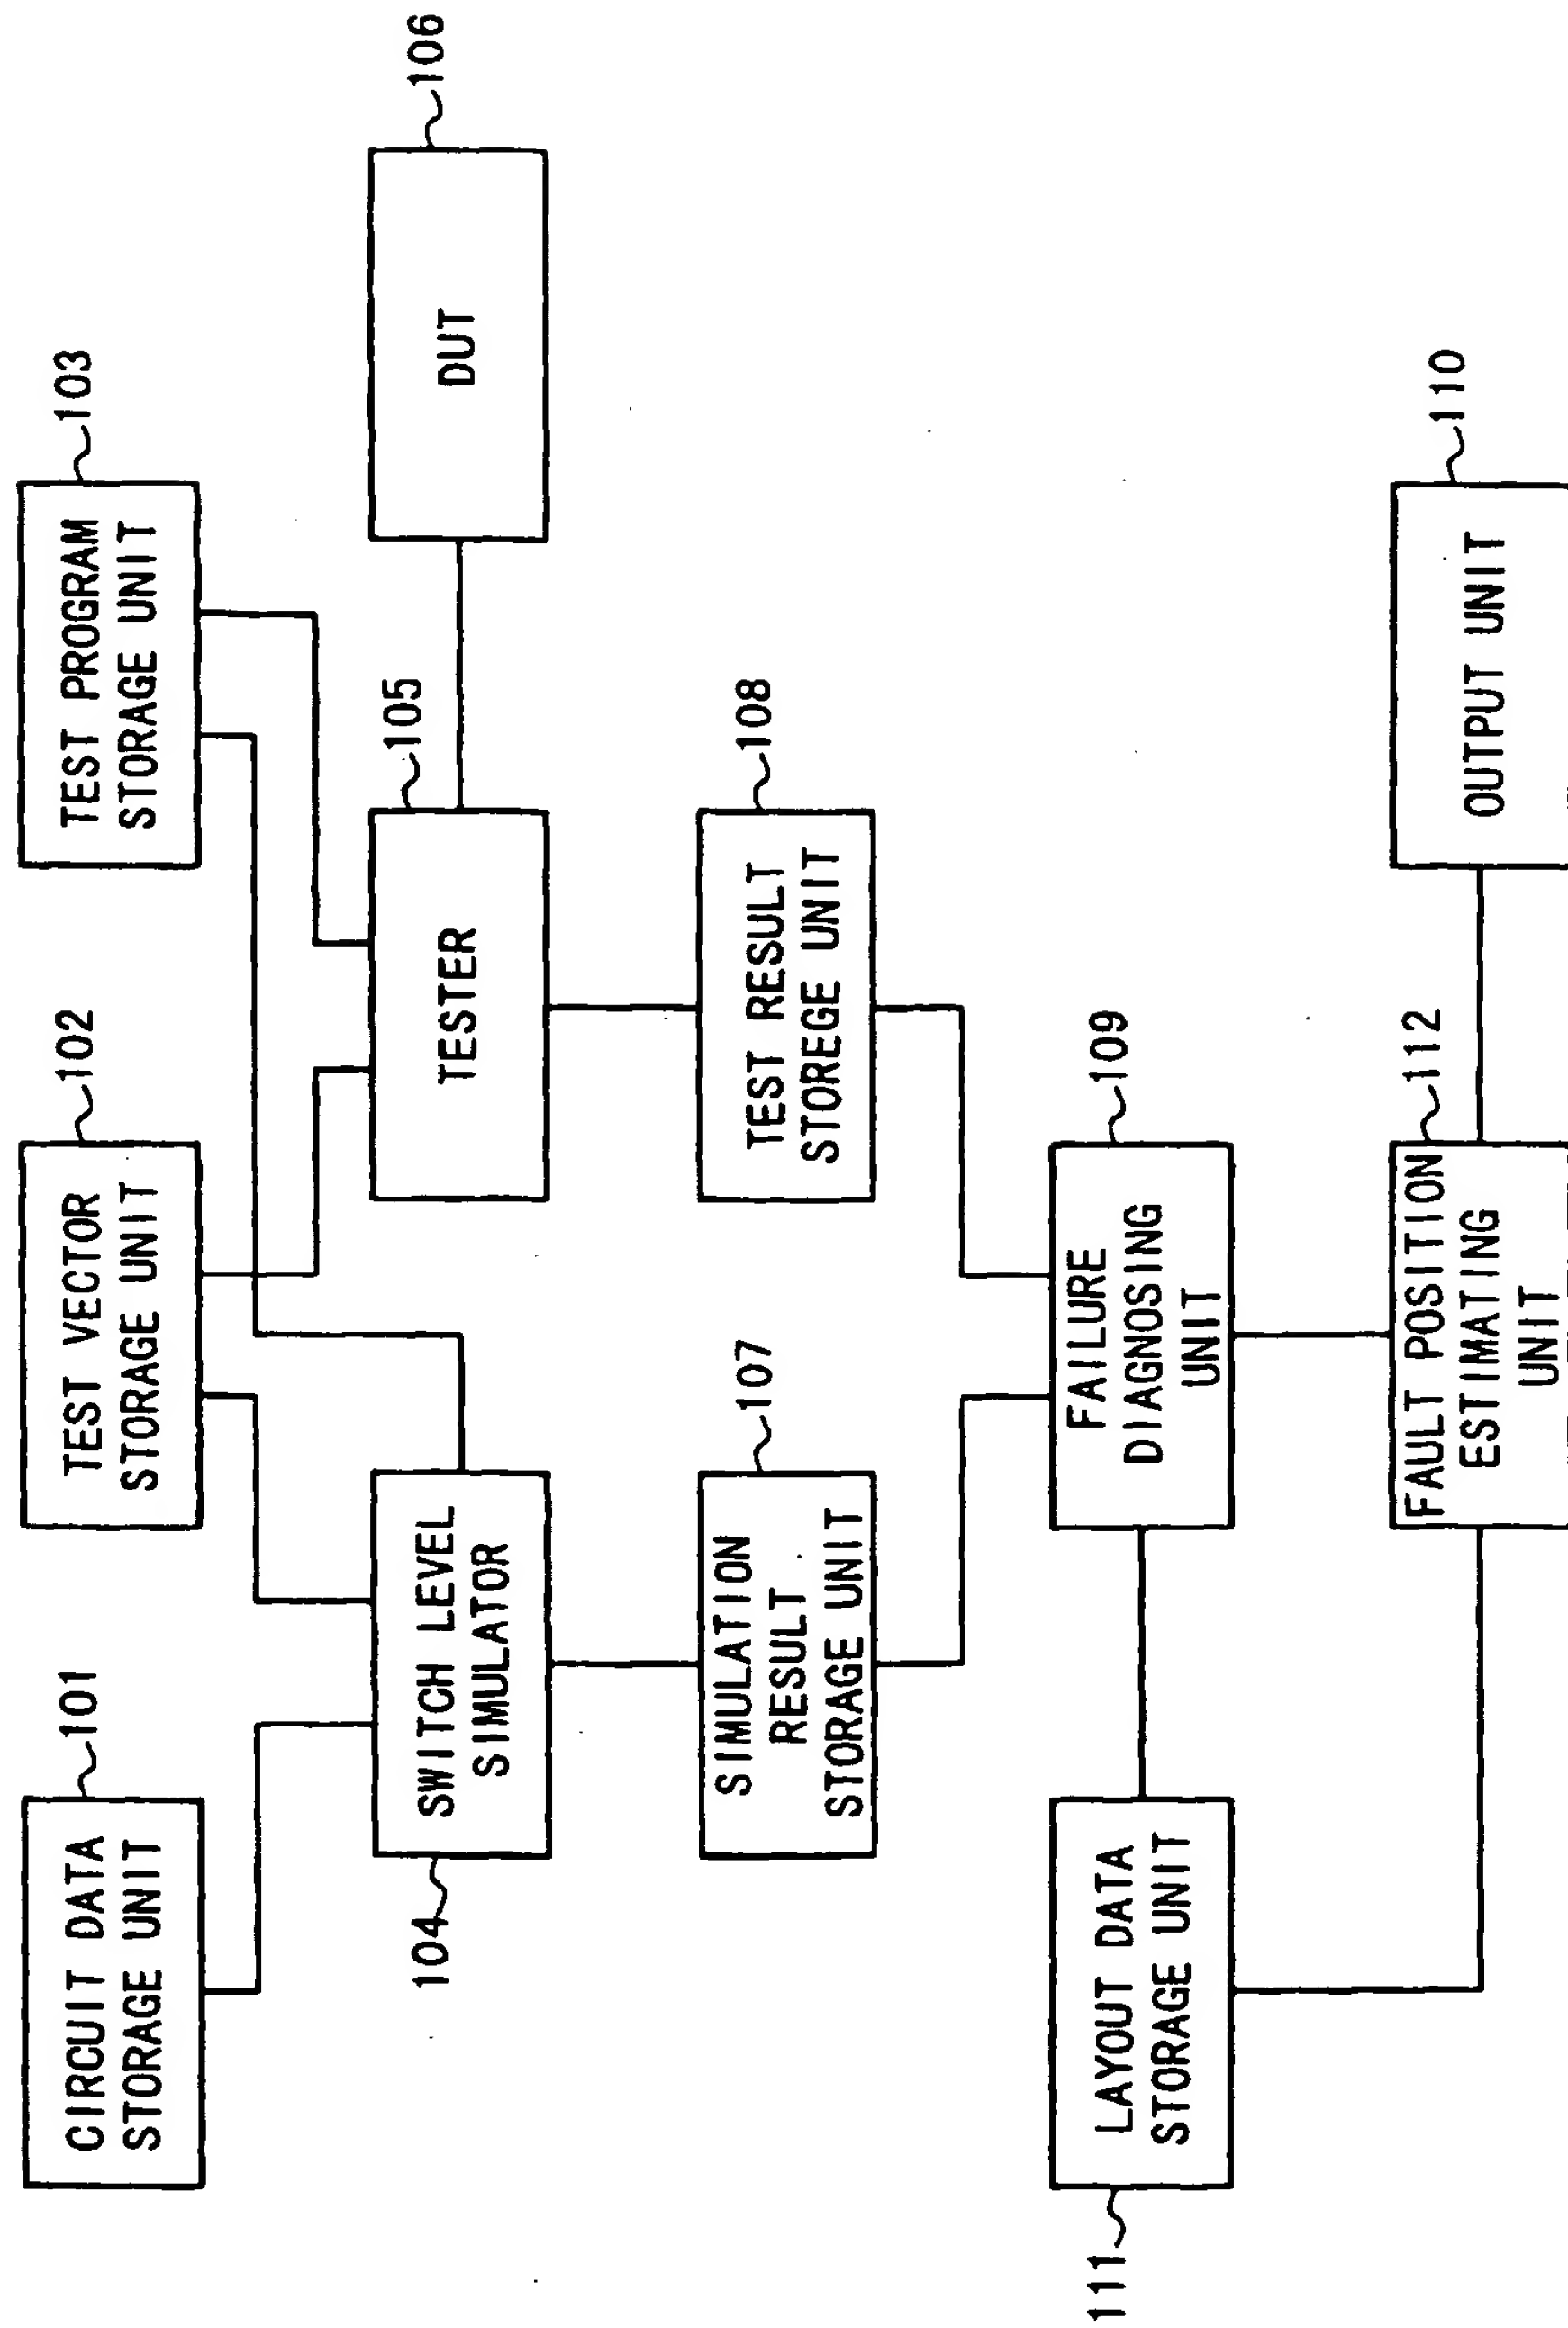 101
CIRCUIT DATA
STORAGE UNIT
102
TEST VECTOR
STORAGE UNIT
103
TEST PROGRAM
STORAGE UNIT
104
SWITCH LEVEL
SIMULATOR
105
TESTER
106
DUT
107
SIMULATION
RESULT
STORAGE UNIT
108
TEST RESULT
STOREGE UNIT
111
LAYOUT DATA
STORAGE UNIT
109
FAILURE
DIAGNOSING
UNIT
112
FAULT POSITION
ESTIMATING
UNIT
110
OUTPUT UNIT